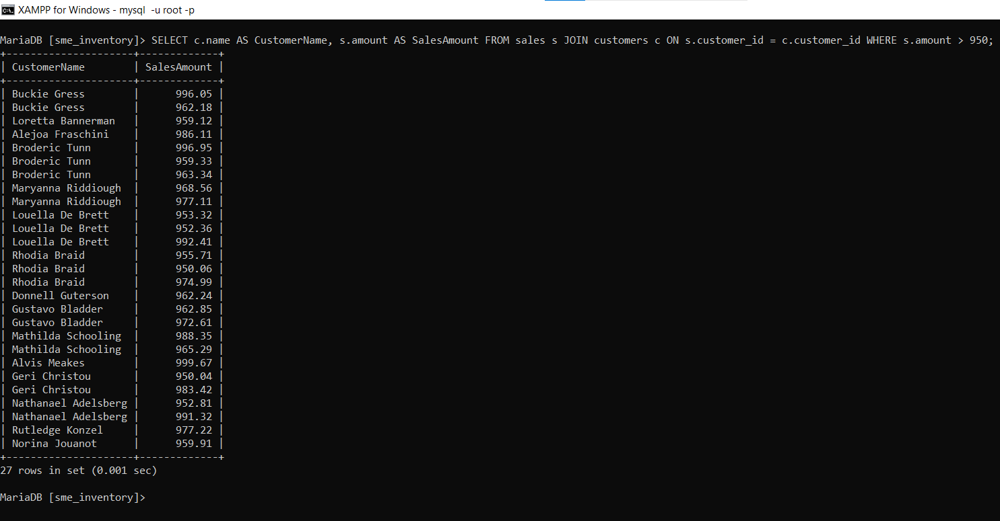 XAMPP for Windows - mysql  -u root -p
MariaDB [sme_inventory]> SELECT c.name AS CustomerName, s.amount AS SalesAmount FROM sales s JOIN customers c ON s.customer_id = c.customer_id WHERE s.amount > 950;
+---------------------+-------------+
| CustomerName        | SalesAmount |
+---------------------+-------------+
| Buckie Gress        |      996.05 |
| Buckie Gress        |      962.18 |
| Loretta Bannerman   |      959.12 |
| Alejoa Fraschini    |      986.11 |
| Broderic Tunn       |      996.95 |
| Broderic Tunn       |      959.33 |
| Broderic Tunn       |      963.34 |
| Maryanna Riddiough  |      968.56 |
| Maryanna Riddiough  |      977.11 |
| Louella De Brett    |      953.32 |
| Louella De Brett    |      952.36 |
| Louella De Brett    |      992.41 |
| Rhodia Braid        |      955.71 |
| Rhodia Braid        |      950.06 |
| Rhodia Braid        |      974.99 |
| Donnell Guterson    |      962.24 |
| Gustavo Bladder     |      962.85 |
| Gustavo Bladder     |      972.61 |
| Mathilda Schooling  |      988.35 |
| Mathilda Schooling  |      965.29 |
| Alvis Meakes        |      999.67 |
| Geri Christou       |      950.04 |
| Geri Christou       |      983.42 |
| Nathanael Adelsberg |      952.81 |
| Nathanael Adelsberg |      991.32 |
| Rutledge Konzel     |      977.22 |
| Norina Jouanot      |      959.91 |
+---------------------+-------------+
27 rows in set (0.001 sec)
MariaDB [sme_inventory]>